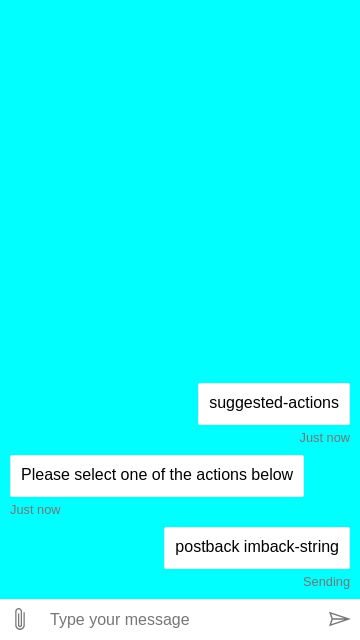 suggested-actions
Just now
Please select one of the actions below
Just now
postback imback-string
Sending
Type your message